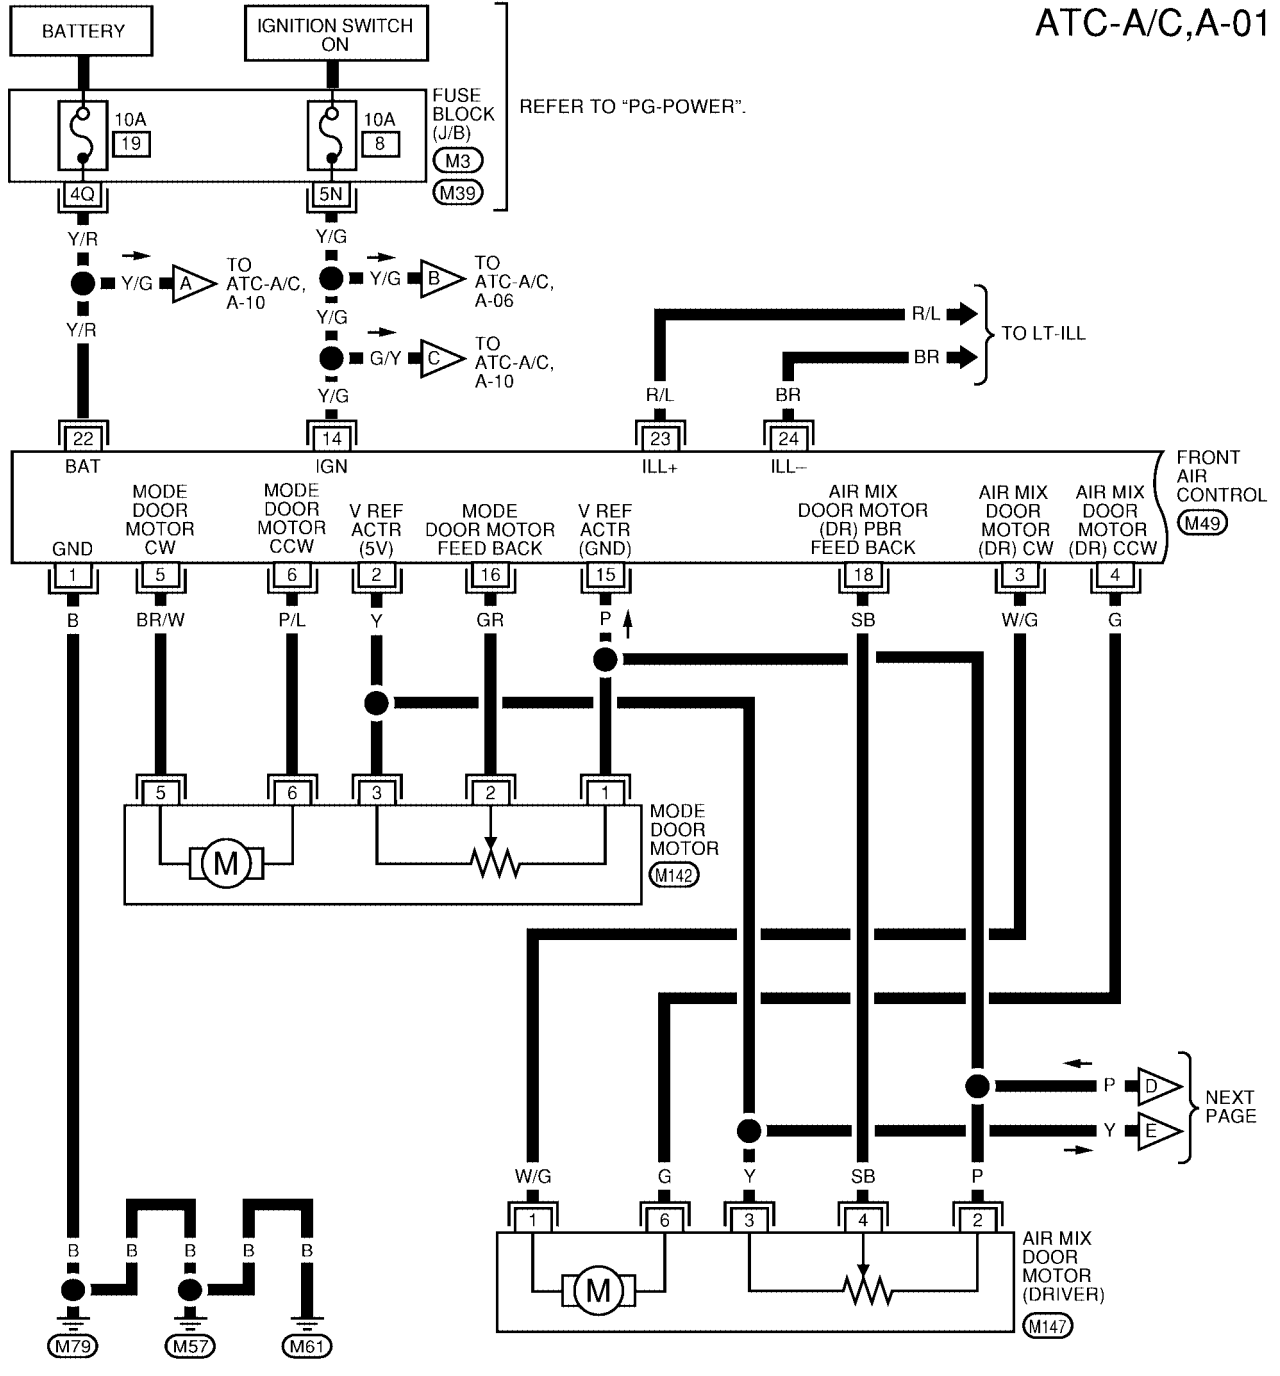 ATC-A/C,A-01
BATTERY
IGNITION SWITCH
ON
10A
19
10A
8
FUSE
BLOCK
(J/B)
M3
M39
REFER TO “PG-POWER”.
4Q
5N
Y/R
Y/G
Y/G
A
TO
ATC-A/C,
A-10
Y/G
B
TO
ATC-A/C,
A-06
Y/R
Y/G
G/Y
C
TO
ATC-A/C,
A-10
Y/G
R/L
BR
TO LT-ILL
R/L
BR
22
14
23
24
BAT
IGN
ILL+
ILL–
FRONT
AIR
CONTROL
M49
GND
MODE
DOOR
MOTOR
CW
MODE
DOOR
MOTOR
CCW
V REF
ACTR
(5V)
MODE
DOOR MOTOR
FEED BACK
V REF
ACTR
(GND)
AIR MIX
DOOR MOTOR
(DR) PBR
FEED BACK
AIR MIX
DOOR
MOTOR
(DR) CW
AIR MIX
DOOR
MOTOR
(DR) CCW
1
5
6
2
16
15
18
3
4
B
BR/W
P/L
Y
GR
P
SB
W/G
G
5
6
3
2
1
M
MODE
DOOR
MOTOR
M142
P
D
Y
E
NEXT
PAGE
W/G
G
Y
SB
P
1
6
3
4
2
M
AIR MIX
DOOR
MOTOR
(DRIVER)
M147
B
B
B
B
B
M79
M57
M61